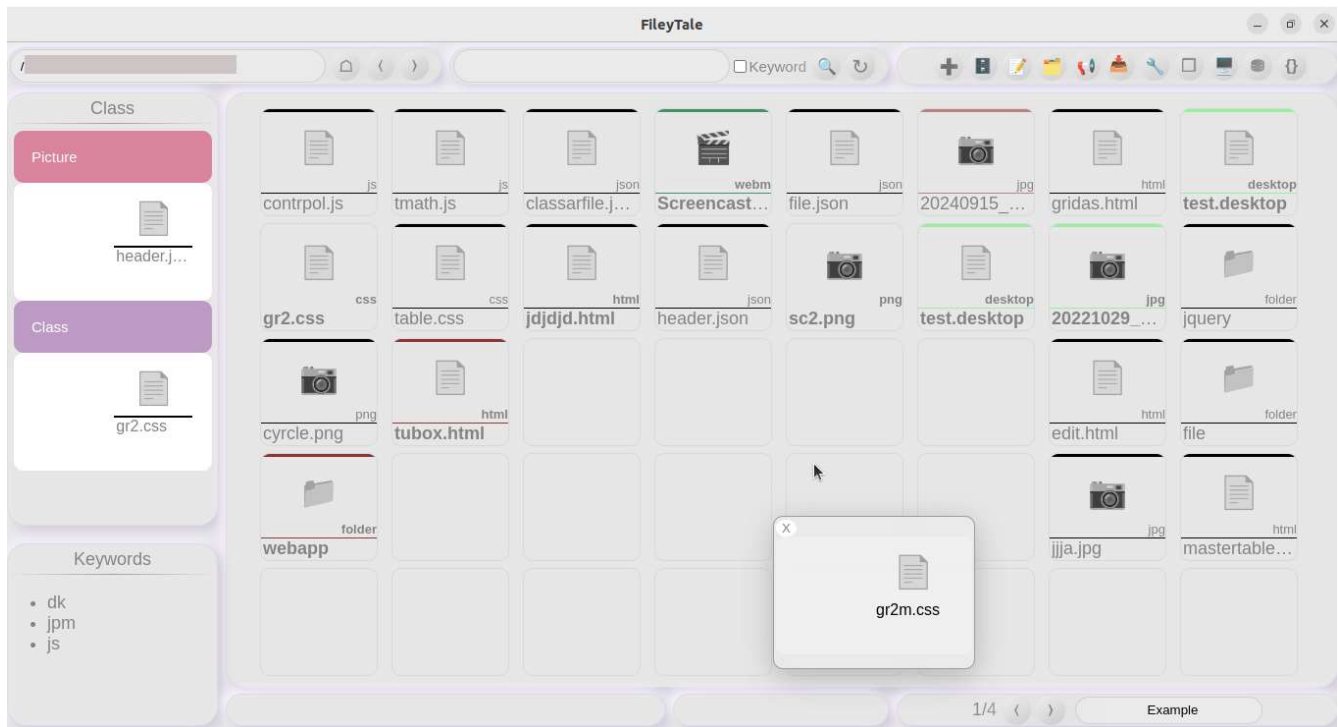 FileyTale
/
Keyword
{}
Class
Picture
header.j...
Class
gr2.css
Keywords
dk
jpm
js
js
contrpol.js
js
tmath.js
json
classarfile.j...
webm
Screencast...
json
file.json
jpg
20240915_...
html
gridas.html
desktop
test.desktop
css
gr2.css
css
table.css
html
jdjdjd.html
json
header.json
png
sc2.png
desktop
test.desktop
jpg
20221029_...
folder
jquery
png
cyrcle.png
html
tubox.html
html
edit.html
folder
file
folder
webapp
jpg
jjja.jpg
html
mastertable...
X
gr2m.css
1/4
Example